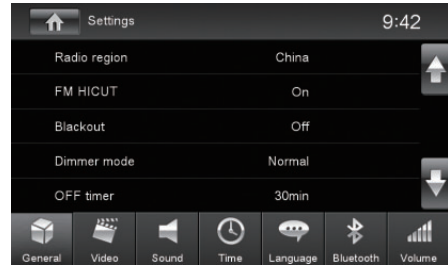 Settings 9:42
Radio region China
FM HICUT On
Blackout Off
Dimmer mode Normal
OFF timer 30min
General Video Sound Time Language Bluetooth Volume